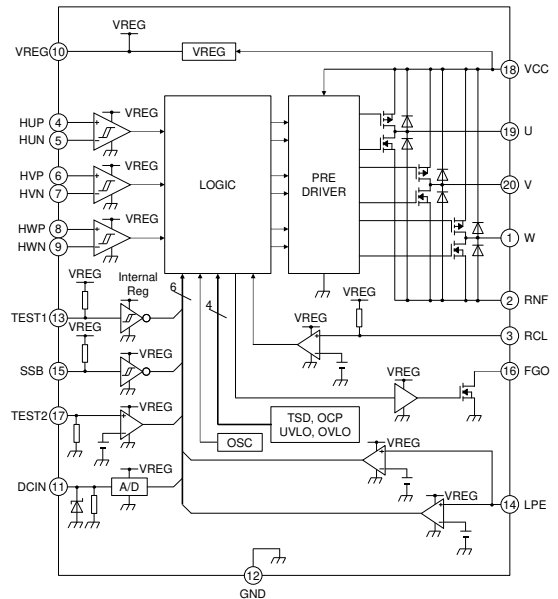 VREG
VREG 10
VREG
18 VCC
HUP 4
VREG
HUN 5
19 U
HVP 6
VREG
HVN 7
LOGIC
PRE
DRIVER
20 V
HWP 8
VREG
HWN 9
1 W
VREG
Internal
Reg
6
4
VREG
2 RNF
TEST1 13
VREG
3 RCL
SSB 15
16 FGO
TEST2 17
VREG
TSD, OCP
UVLO, OVLO
OSC
VREG
VREG
DCIN 11
A/D
VREG
14 LPE
12
GND